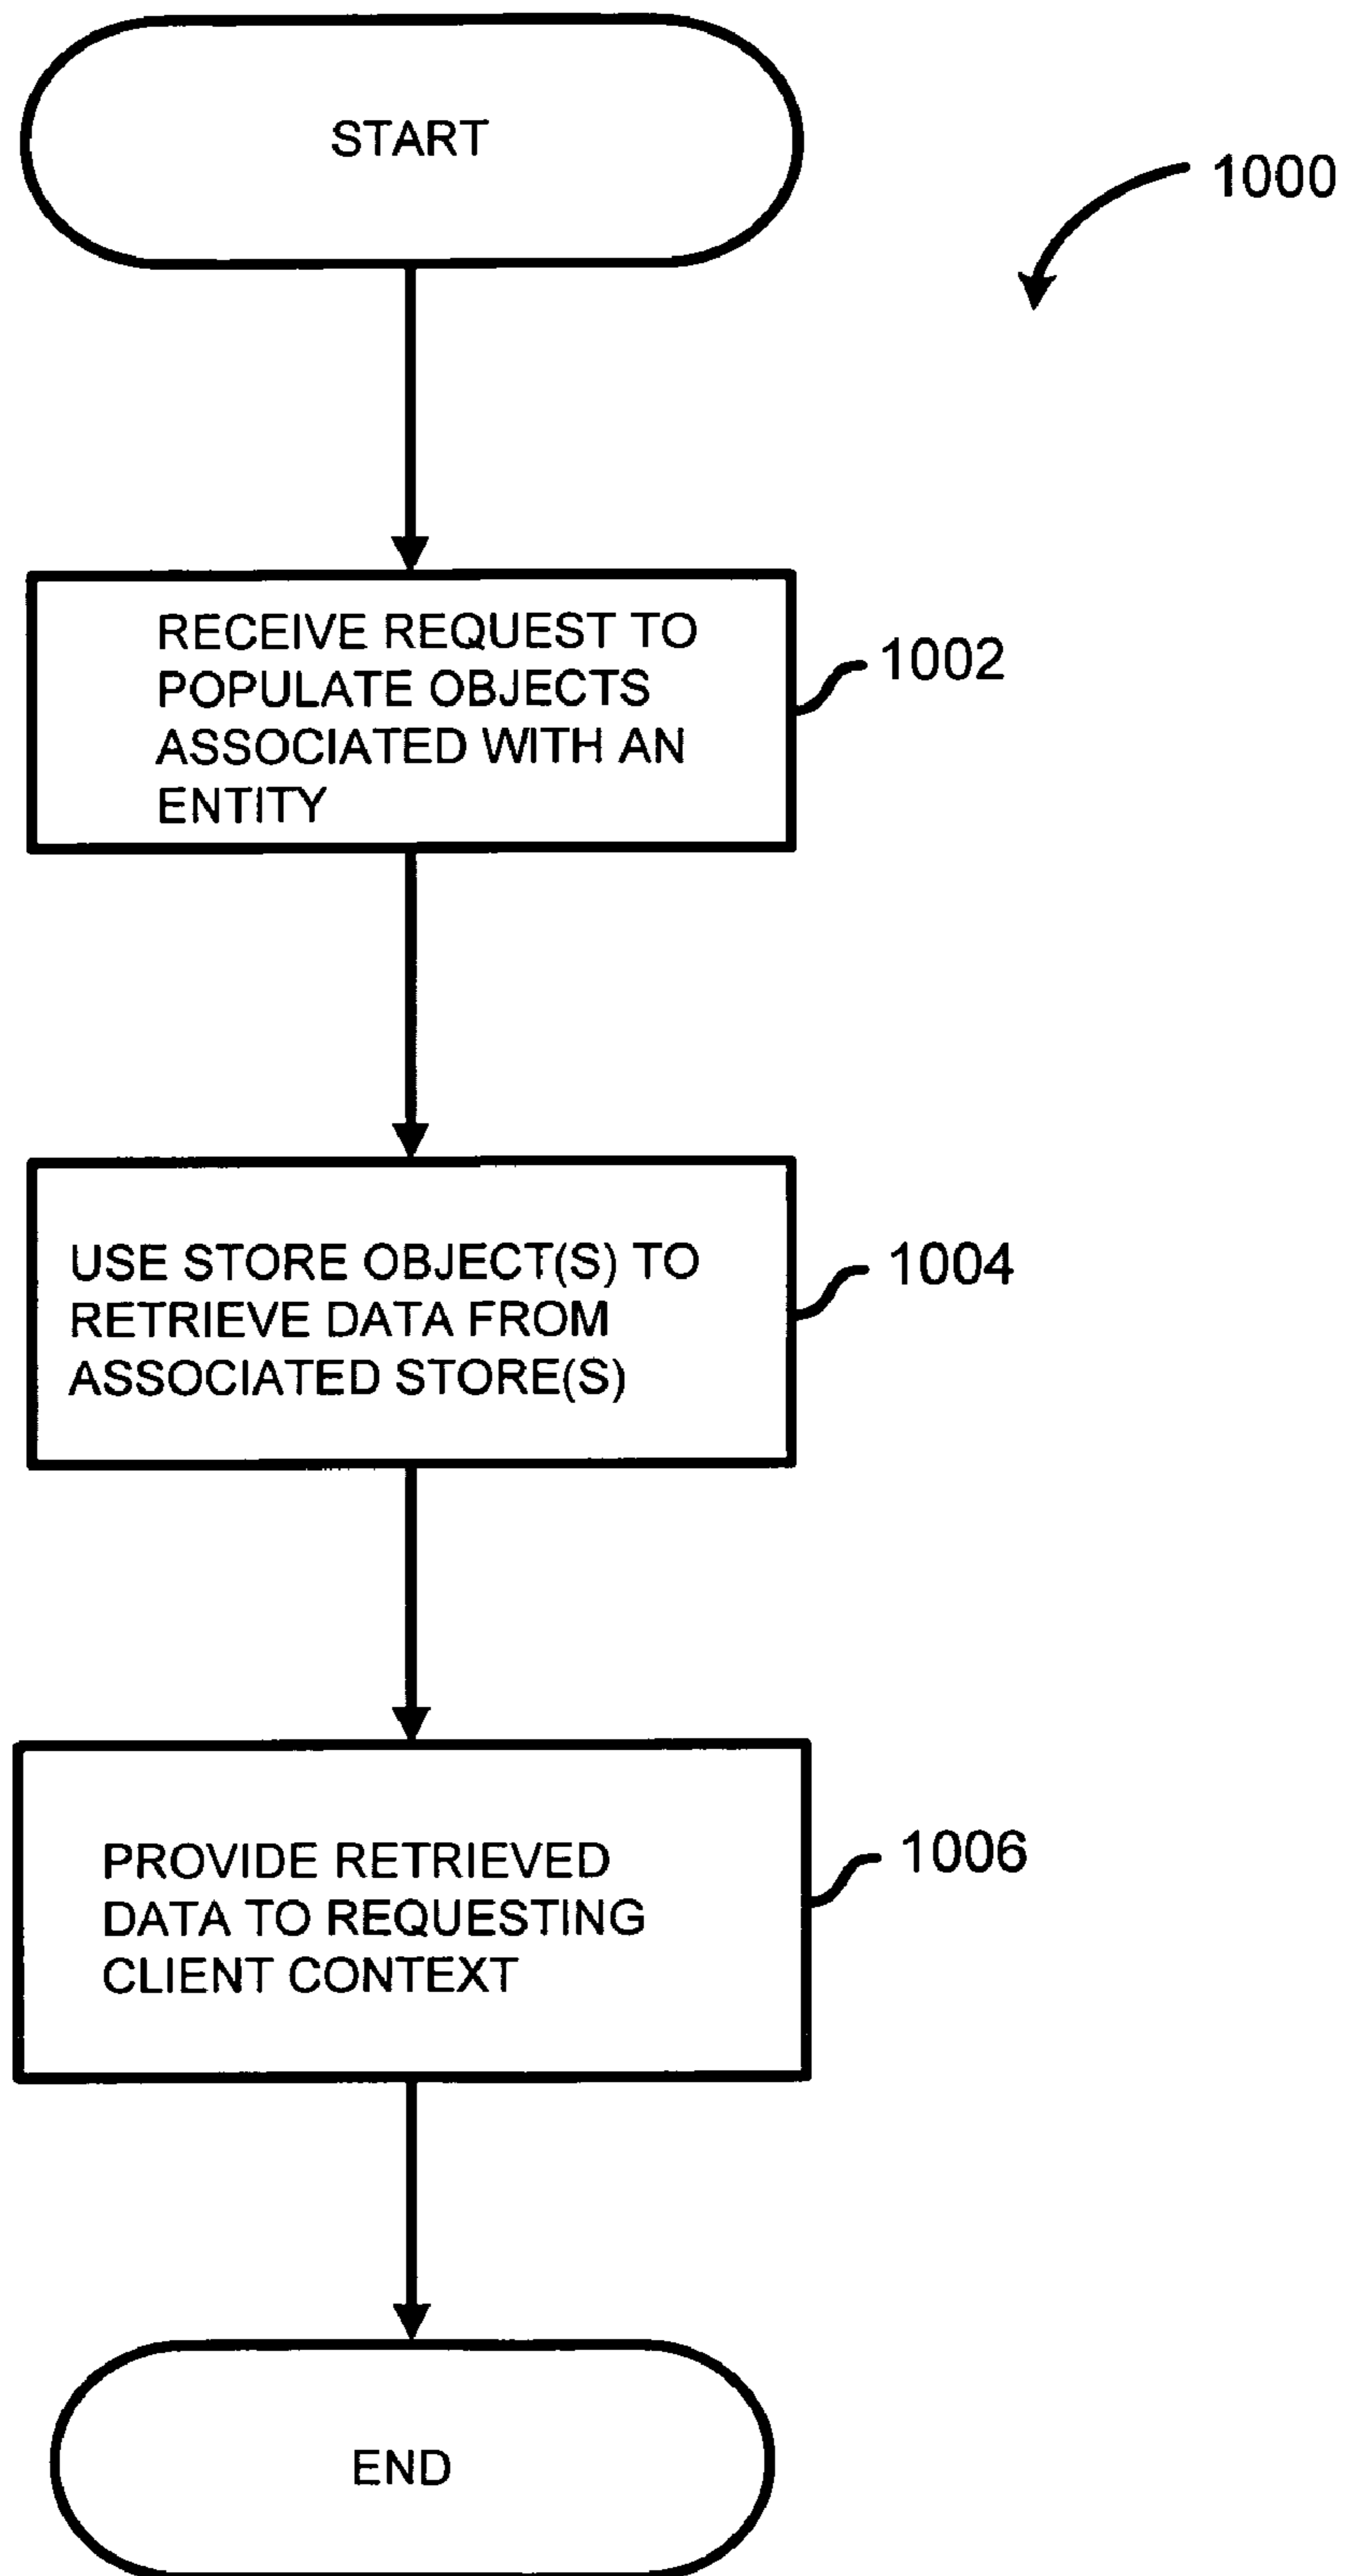 START
1000
RECEIVE REQUEST TO
POPULATE OBJECTS
ASSOCIATED WITH AN
ENTITY
1002
USE STORE OBJECT(S) TO
RETRIEVE DATA FROM
ASSOCIATED STORE(S)
1004
PROVIDE RETRIEVED
DATA TO REQUESTING
CLIENT CONTEXT
1006
END